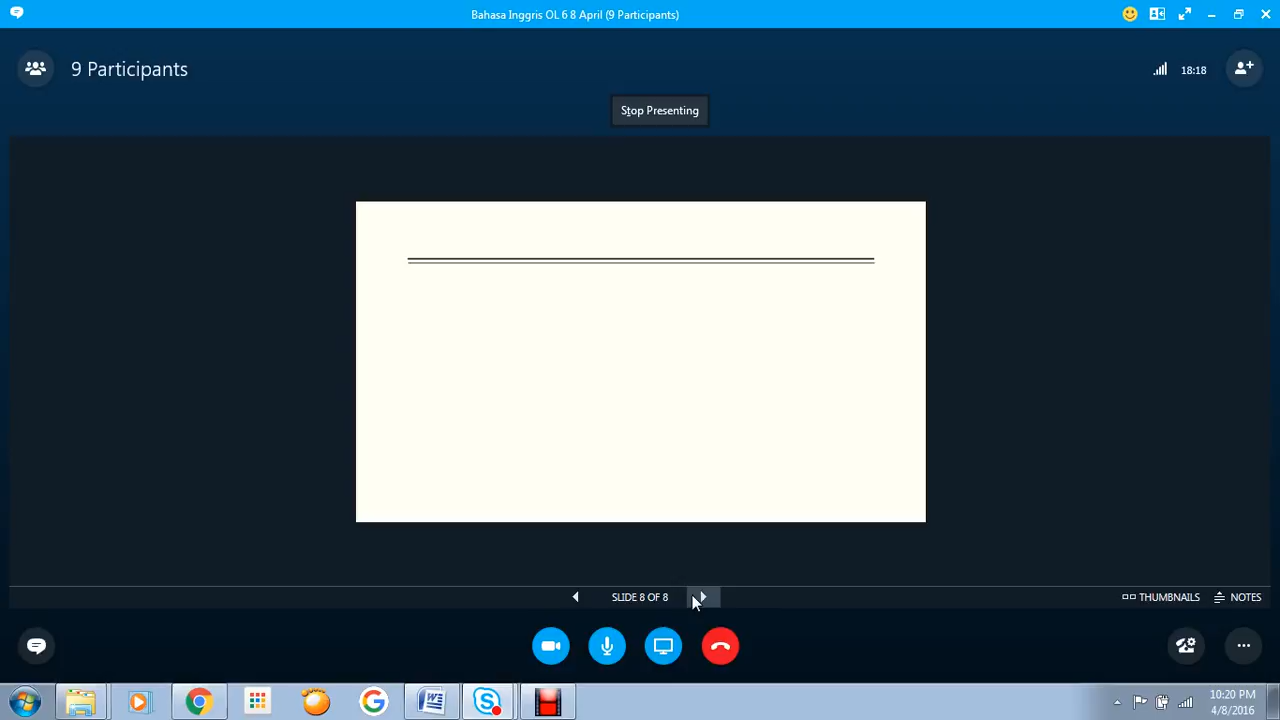 Bahasa Inggris OL 6 8 April (9 Participants)
9 Participants
18:18
Stop Presenting
SLIDE 8 OF 8
THUMBNAILS
NOTES
10:20 PM
4/8/2016